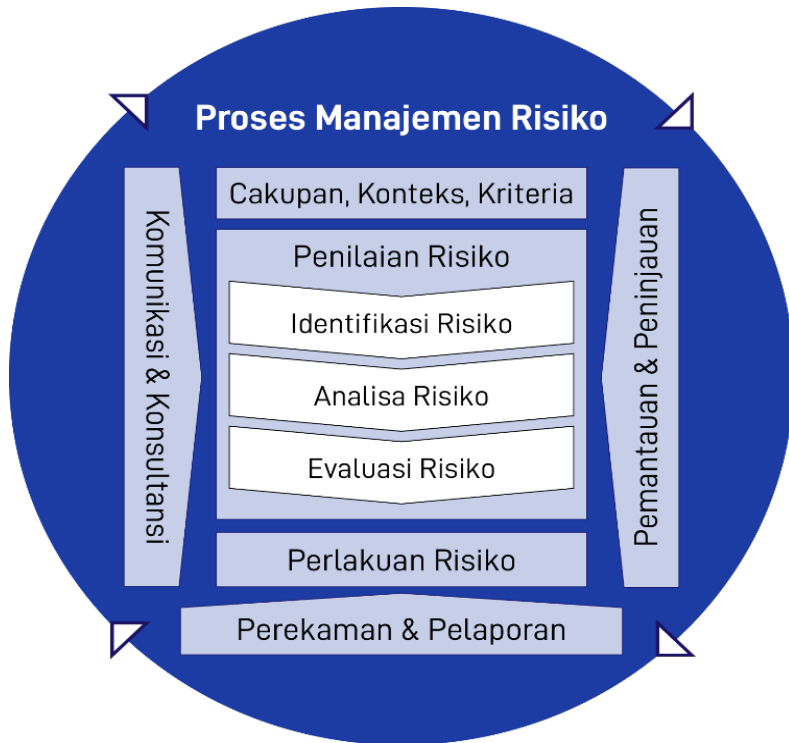 Proses Manajemen Risiko
Cakupan, Konteks, Kriteria
Komunikasi & Konsultansi
Penilaian Risiko
Identifikasi Risiko
Analisa Risiko
Evaluasi Risiko
Pemantauan & Peninjauan
Perlakuan Risiko
Perekaman & Pelaporan